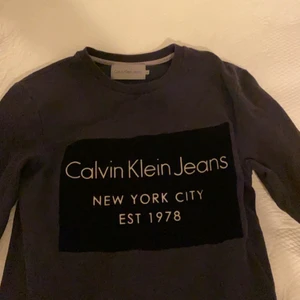 Calvin Klein Jeans
NEW YORK CITY
EST 1978